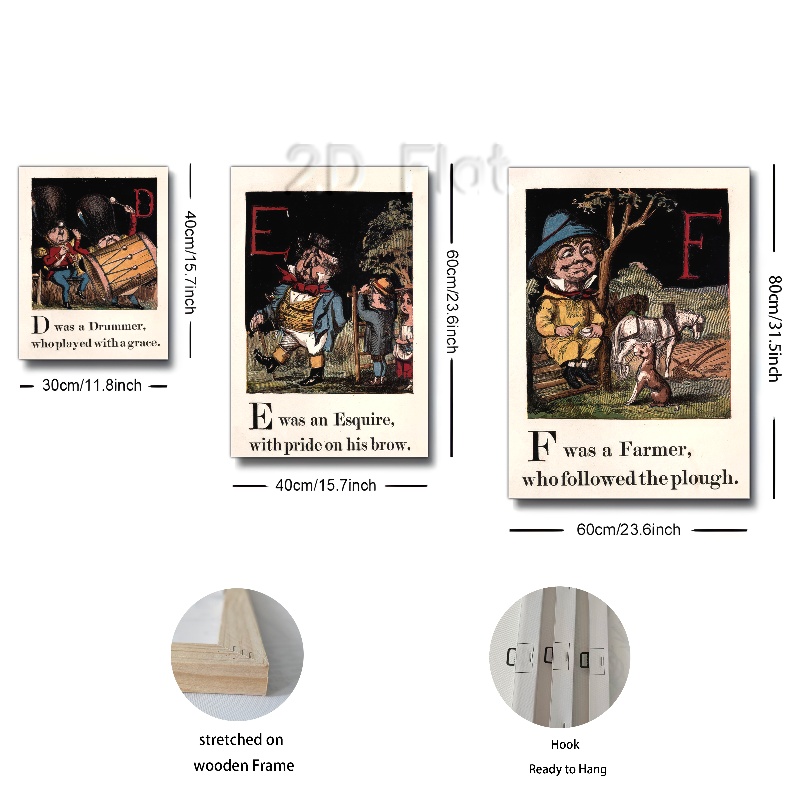 2D Flat
D
D was a Drummer,
who played with a grace.
40cm/15.7inch
30cm/11.8inch
E
E was an Esquire,
with pride on his brow.
60cm/23.6inch
40cm/15.7inch
F
F was a Farmer,
who followed the plough.
80cm/31.5inch
60cm/23.6inch
stretched on
wooden Frame
Hook
Ready to Hang